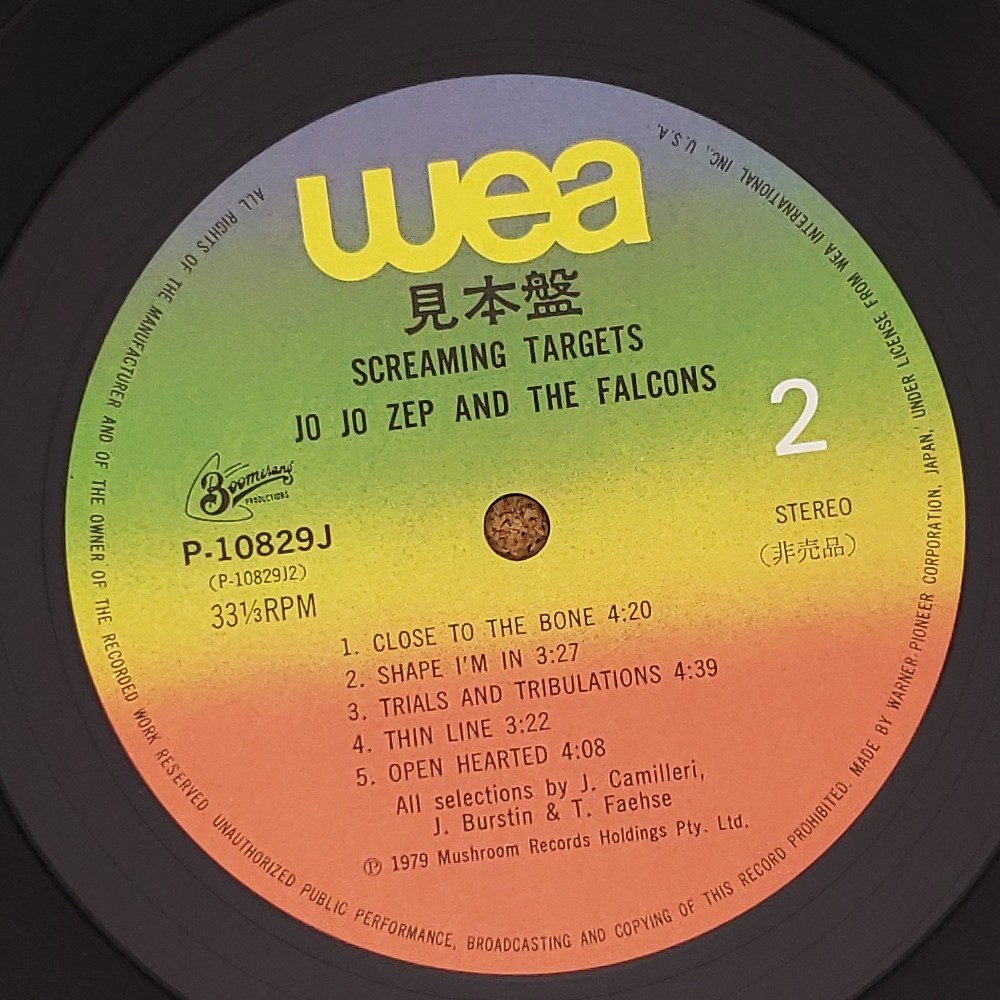 wea
見本盤
SCREAMING TARGETS
JO JO ZEP AND THE FALCONS
2
Boomerang
PRODUCTIONS
P-10829J
(P-10829J2)
33⅓RPM
STEREO
(非売品)
1. CLOSE TO THE BONE 4:20
2. SHAPE I'M IN 3:27
3. TRIALS AND TRIBULATIONS 4:39
4. THIN LINE 3:22
5. OPEN HEARTED 4:08
All selections by J. Camilleri,
J. Burstin & T. Faehse
Ⓟ 1979 Mushroom Records Holdings Pty. Ltd.
ALL RIGHTS OF THE MANUFACTURER AND OF THE OWNER OF THE RECORDED WORK RESERVED. UNAUTHORIZED PUBLIC PERFORMANCE, BROADCASTING AND COPYING OF THIS RECORD PROHIBITED. MADE BY WARNER-PIONEER CORPORATION, JAPAN, UNDER LICENSE FROM WEA INTERNATIONAL INC., U.S.A.